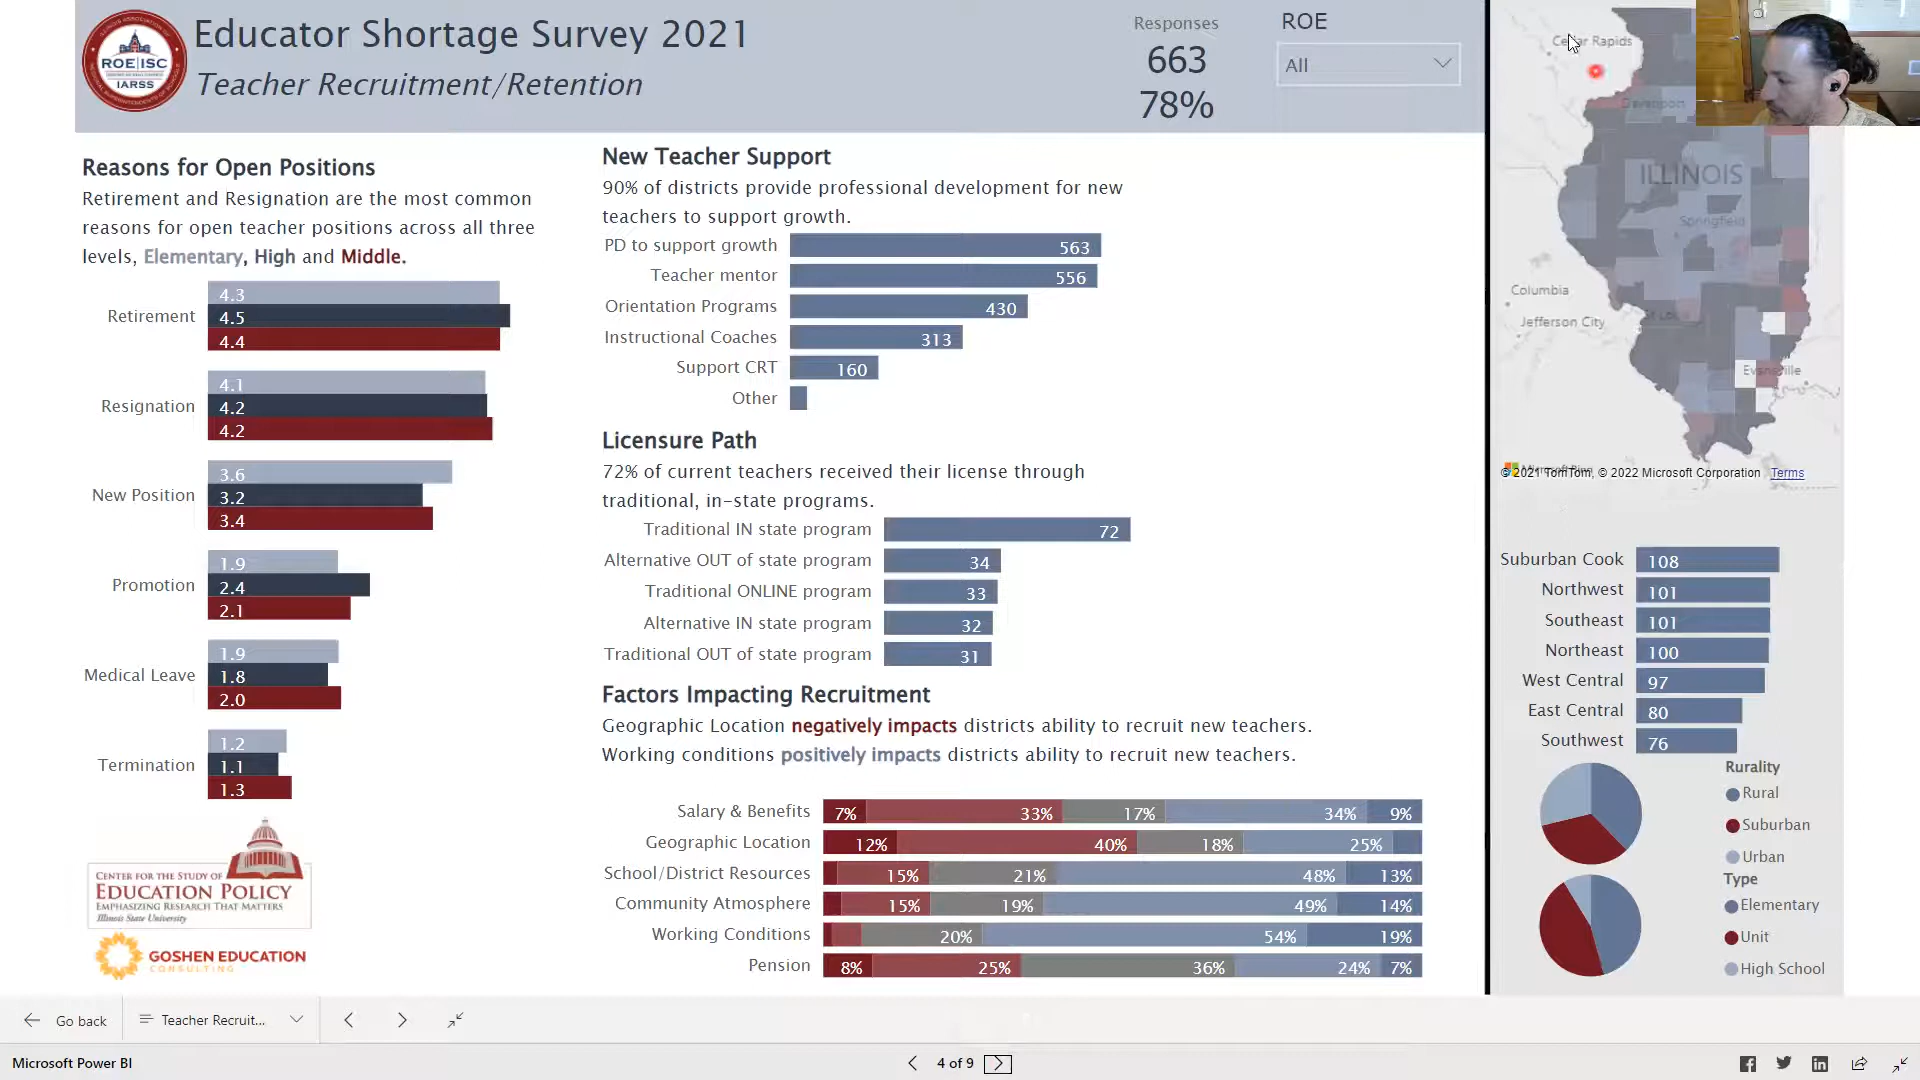 Educator Shortage Survey 2021
Teacher Recruitment/Retention
ROE|ISC
IARSS
Responses
663
78%
ROE
All
Reasons for Open Positions
Retirement and Resignation are the most common
reasons for open teacher positions across all three
levels, Elementary, High and Middle.
Retirement
4.3
4.5
4.4
Resignation
4.1
4.2
4.2
New Position
3.6
3.2
3.4
Promotion
1.9
2.4
2.1
Medical Leave
1.9
1.8
2.0
Termination
1.2
1.1
1.3
CENTER FOR THE STUDY OF
EDUCATION POLICY
EMPHASIZING RESEARCH THAT MATTERS
Illinois State University
GOSHEN EDUCATION
CONSULTING
New Teacher Support
90% of districts provide professional development for new
teachers to support growth.
PD to support growth 563
Teacher mentor 556
Orientation Programs 430
Instructional Coaches 313
Support CRT 160
Other
Licensure Path
72% of current teachers received their license through
traditional, in-state programs.
Traditional IN state program 72
Alternative OUT of state program 34
Traditional ONLINE program 33
Alternative IN state program 32
Traditional OUT of state program 31
Factors Impacting Recruitment
Geographic Location negatively impacts districts ability to recruit new teachers.
Working conditions positively impacts districts ability to recruit new teachers.
Salary & Benefits 7% 33% 17% 34% 9%
Geographic Location 12% 40% 18% 25%
School/District Resources 15% 21% 48% 13%
Community Atmosphere 15% 19% 49% 14%
Working Conditions 20% 54% 19%
Pension 8% 25% 36% 24% 7%
Cedar Rapids
Davenport
ILLINOIS
Springfield
Columbia
Jefferson City
Evansville
© 2021 TomTom, © 2022 Microsoft Corporation Terms
Suburban Cook 108
Northwest 101
Southeast 101
Northeast 100
West Central 97
East Central 80
Southwest 76
Rurality
Rural
Suburban
Urban
Type
Elementary
Unit
High School
Go back
Teacher Recruit...
Microsoft Power BI
4 of 9